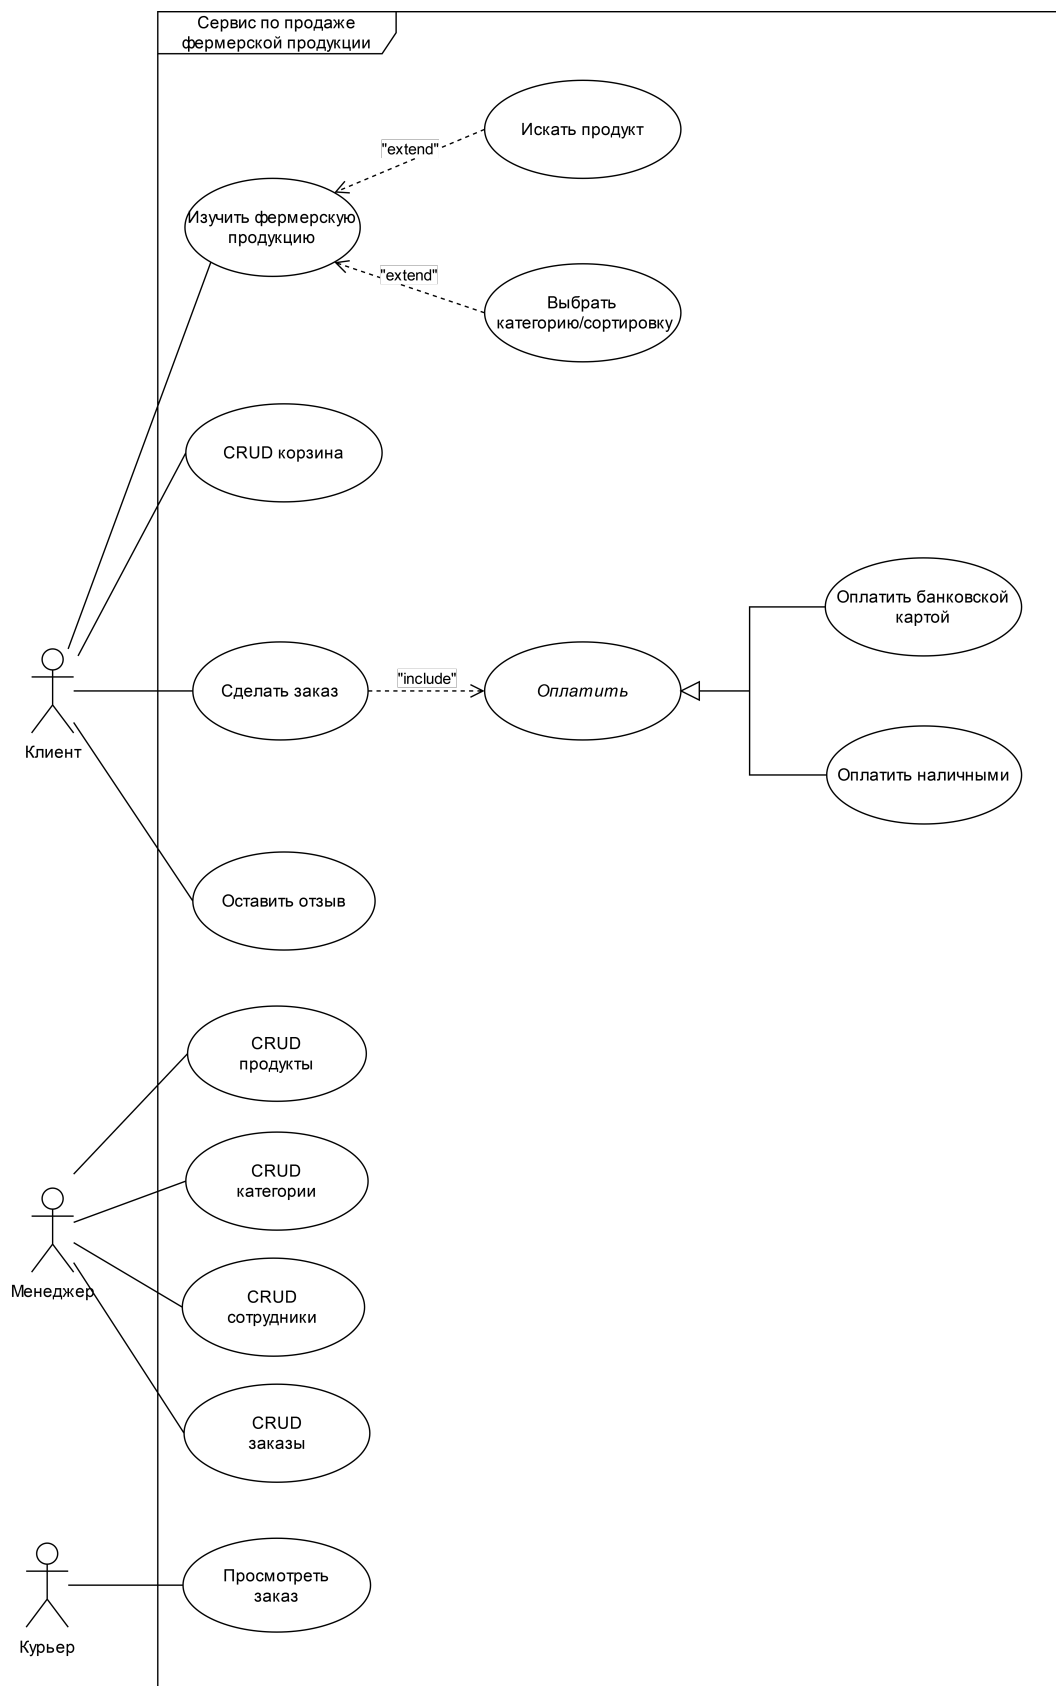 Сервис по продаже
фермерской продукции
Искать продукт
"extend"
Изучить фермерскую
продукцию
"extend"
Выбрать
категорию/сортировку
CRUD корзина
Оплатить банковской
картой
"include"
Сделать заказ
Оплатить
Клиент
Оплатить наличными
Оставить отзыв
CRUD
продукты
CRUD
категории
Менеджер
CRUD
сотрудники
CRUD
заказы
Просмотреть
заказ
Курьер